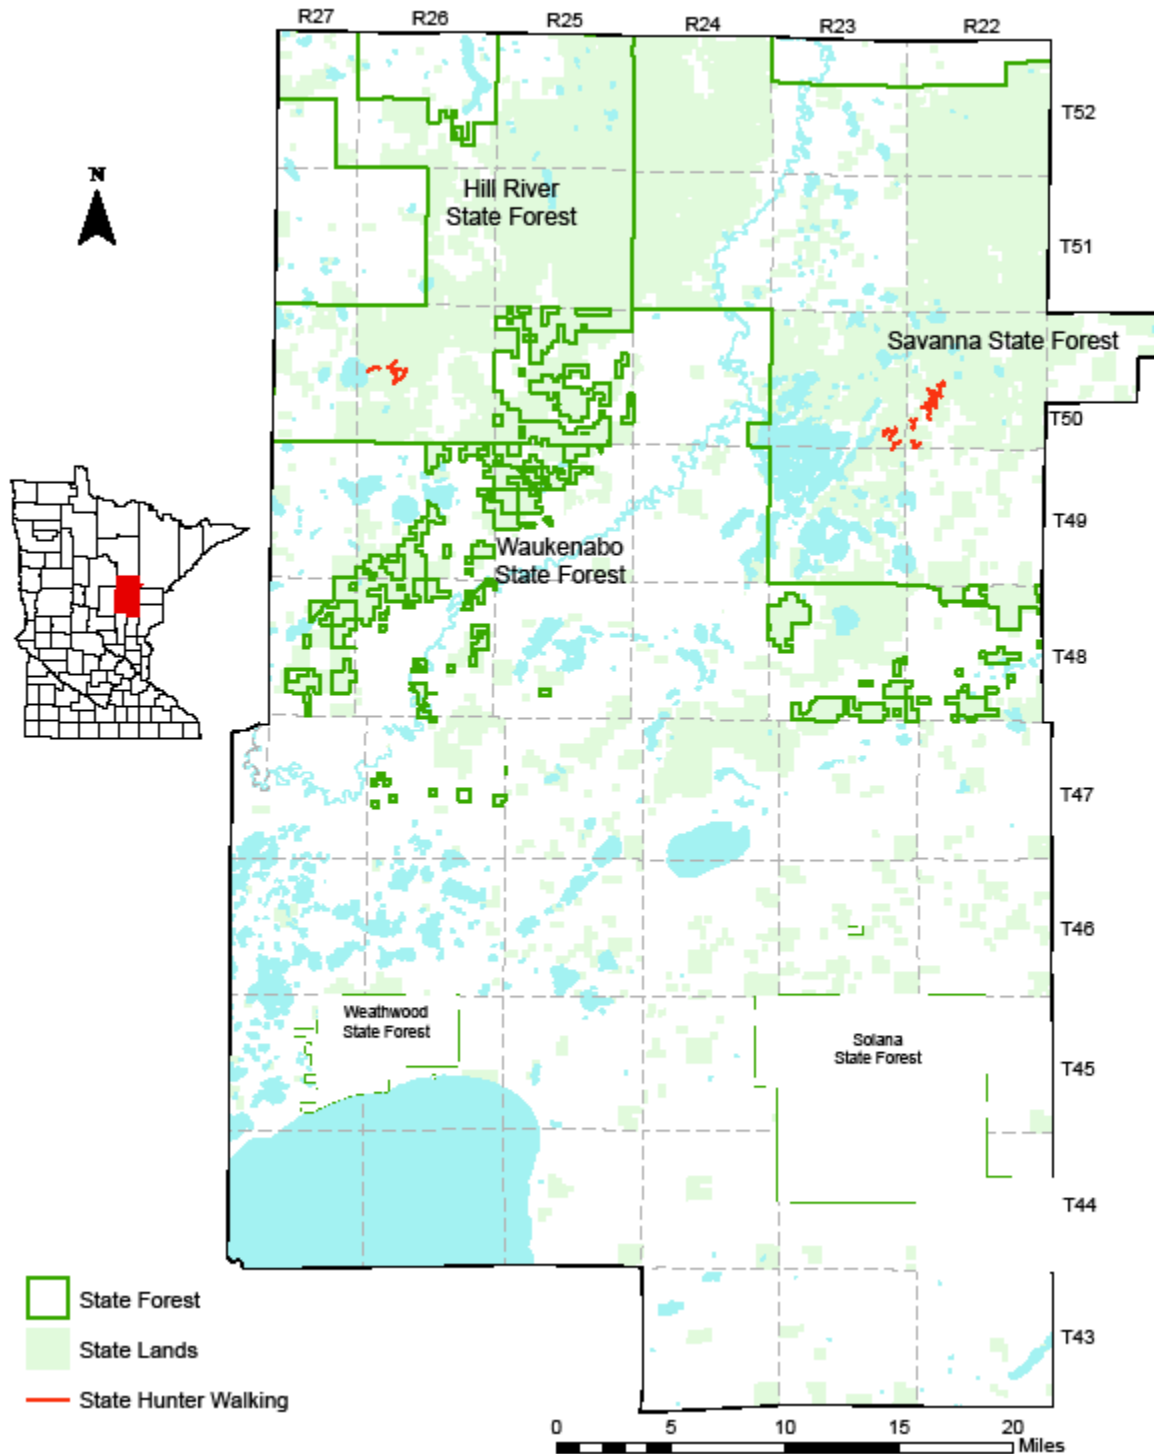 R27 R26 R25 R24 R23 R22
T52
N
Hill River
State Forest
T51
Savanna State Forest
T50
T49
Waukenabo
State Forest
T48
T47
T46
Weathwood
State Forest
Solana
State Forest
T45
T44
State Forest
State Lands
T43
State Hunter Walking
0 5 10 15 20
Miles